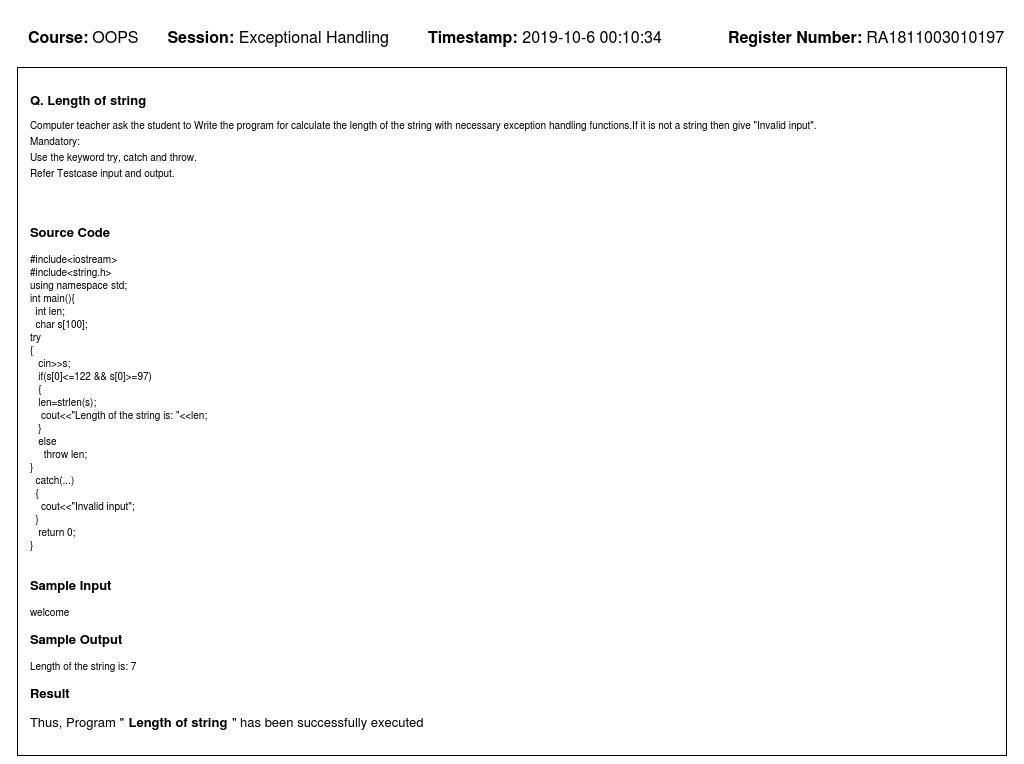 Course: OOPS Session: Exceptional Handling Timestamp: 2019-10-6 00:10:34 Register Number: RA1811003010197
Q. Length of string
Computer teacher ask the student to Write the program for calculate the length of the string with necessary exception handling functions.If it is not a string then give "Invalid input".
Mandatory:
Use the keyword try, catch and throw.
Refer Testcase input and output.
Source Code
#include<iostream>
#include<string.h>
using namespace std;
int main(){
  int len;
  char s[100];
try
{
   cin>>s;
   if(s[0]<=122 && s[0]>=97)
   {
   len=strlen(s);
    cout<<"Length of the string is: "<<len;
   }
   else
     throw len;
}
  catch(...)
  {
    cout<<"Invalid input";
  }
   return 0;
}
Sample Input
welcome
Sample Output
Length of the string is: 7
Result
Thus, Program " Length of string " has been successfully executed